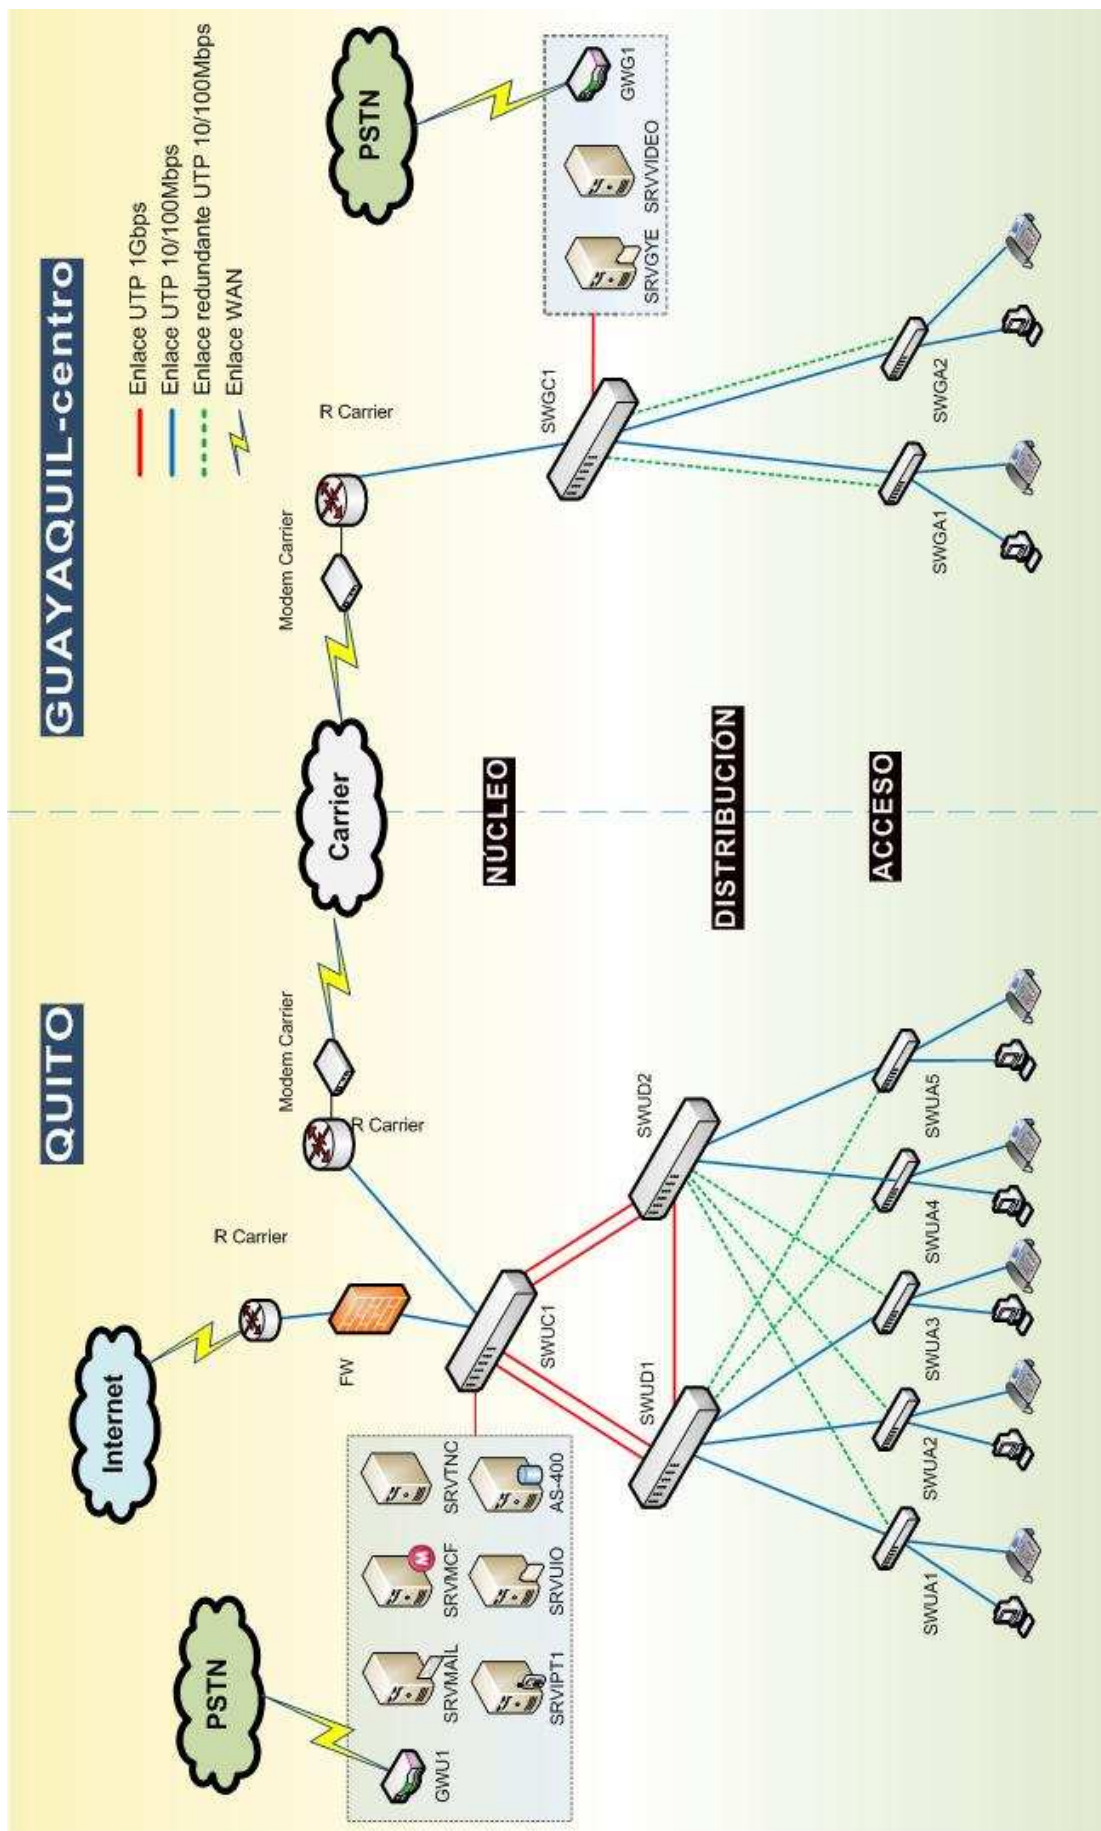 QUITO
GUAYAQUIL-centro
Enlace UTP 1Gbps
Enlace UTP 10/100Mbps
Enlace redundante UTP 10/100Mbps
Enlace WAN
PSTN
Internet
R Carrier
FW
R Carrier
Modem Carrier
Carrier
Modem Carrier
R Carrier
PSTN
GWU1
SRVMAIL
SRVMCF
M
SRVTNC
SRVIPT1
SRVUIO
AS-400
SWUC1
NÚCLEO
SWGC1
SRVGYE
SRVVIDEO
GWG1
SWUD1
SWUD2
DISTRIBUCIÓN
SWUA1
SWUA2
SWUA3
SWUA4
SWUA5
ACCESO
SWGA1
SWGA2